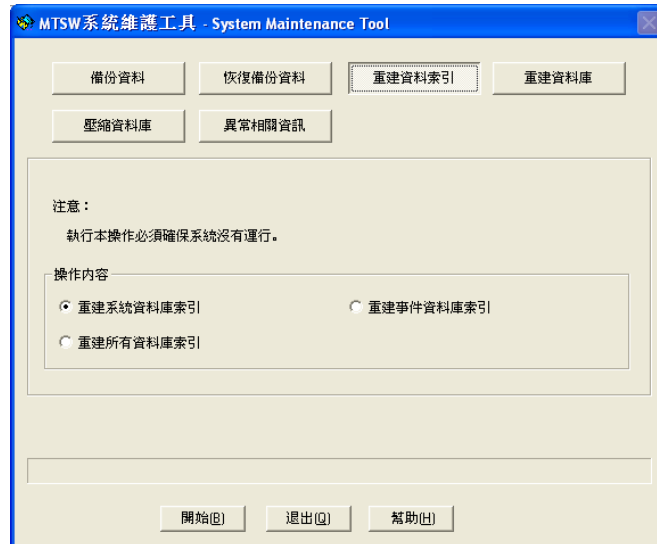 MTSW系統維護工具 - System Maintenance Tool
備份資料 恢復備份資料 重建資料索引 重建資料庫
壓縮資料庫 異常相關資訊
注意：
執行本操作必須確保系統沒有運行。
操作内容
重建系統資料庫索引 重建事件資料庫索引
重建所有資料庫索引
開始(B) 退出(Q) 幫助(H)